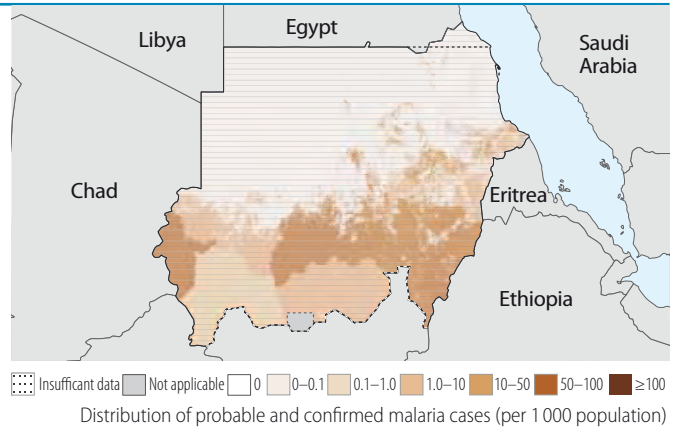 Libya
Egypt
Saudi
Arabia
Chad
Eritrea
Ethiopia
Insufficant data Not applicable 0 0–0.1 0.1–1.0 1.0–10 10–50 50–100 ≥100
Distribution of probable and confirmed malaria cases (per 1 000 population)